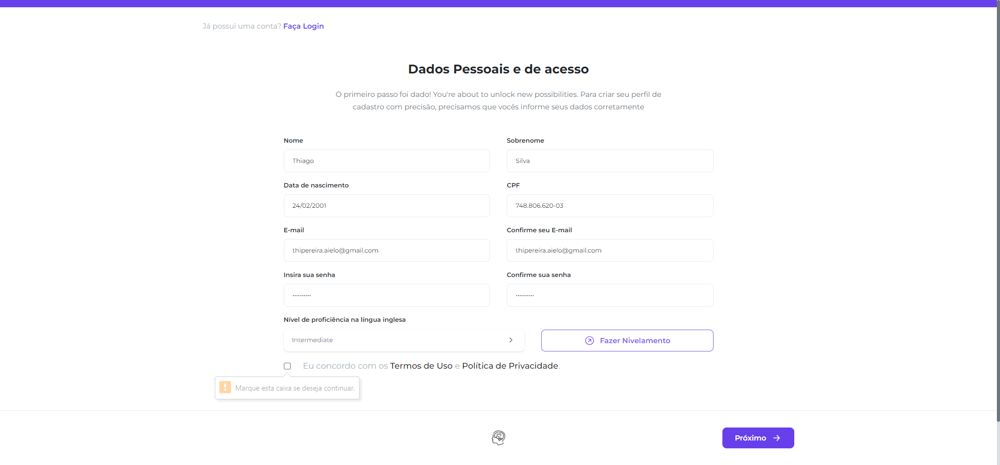 Já possui uma conta? Faça Login
Dados Pessoais e de acesso
O primeiro passo foi dado! You're about to unlock new possibilities. Para criar seu perfil de
cadastro com precisão, precisamos que vocês informe seus dados corretamente
Nome
Sobrenome
Thiago
Silva
Data de nascimento
CPF
24/02/2001
748.806.620-03
E-mail
Confirme seu E-mail
thipereira.aielo@gmail.com
thipereira.aielo@gmail.com
Insira sua senha
Confirme sua senha
••••••••••
••••••••••
Nível de proficiência na língua inglesa
Intermediate
Fazer Nivelamento
Eu concordo com os Termos de Uso e Política de Privacidade.
Marque esta caixa se deseja continuar.
Próximo